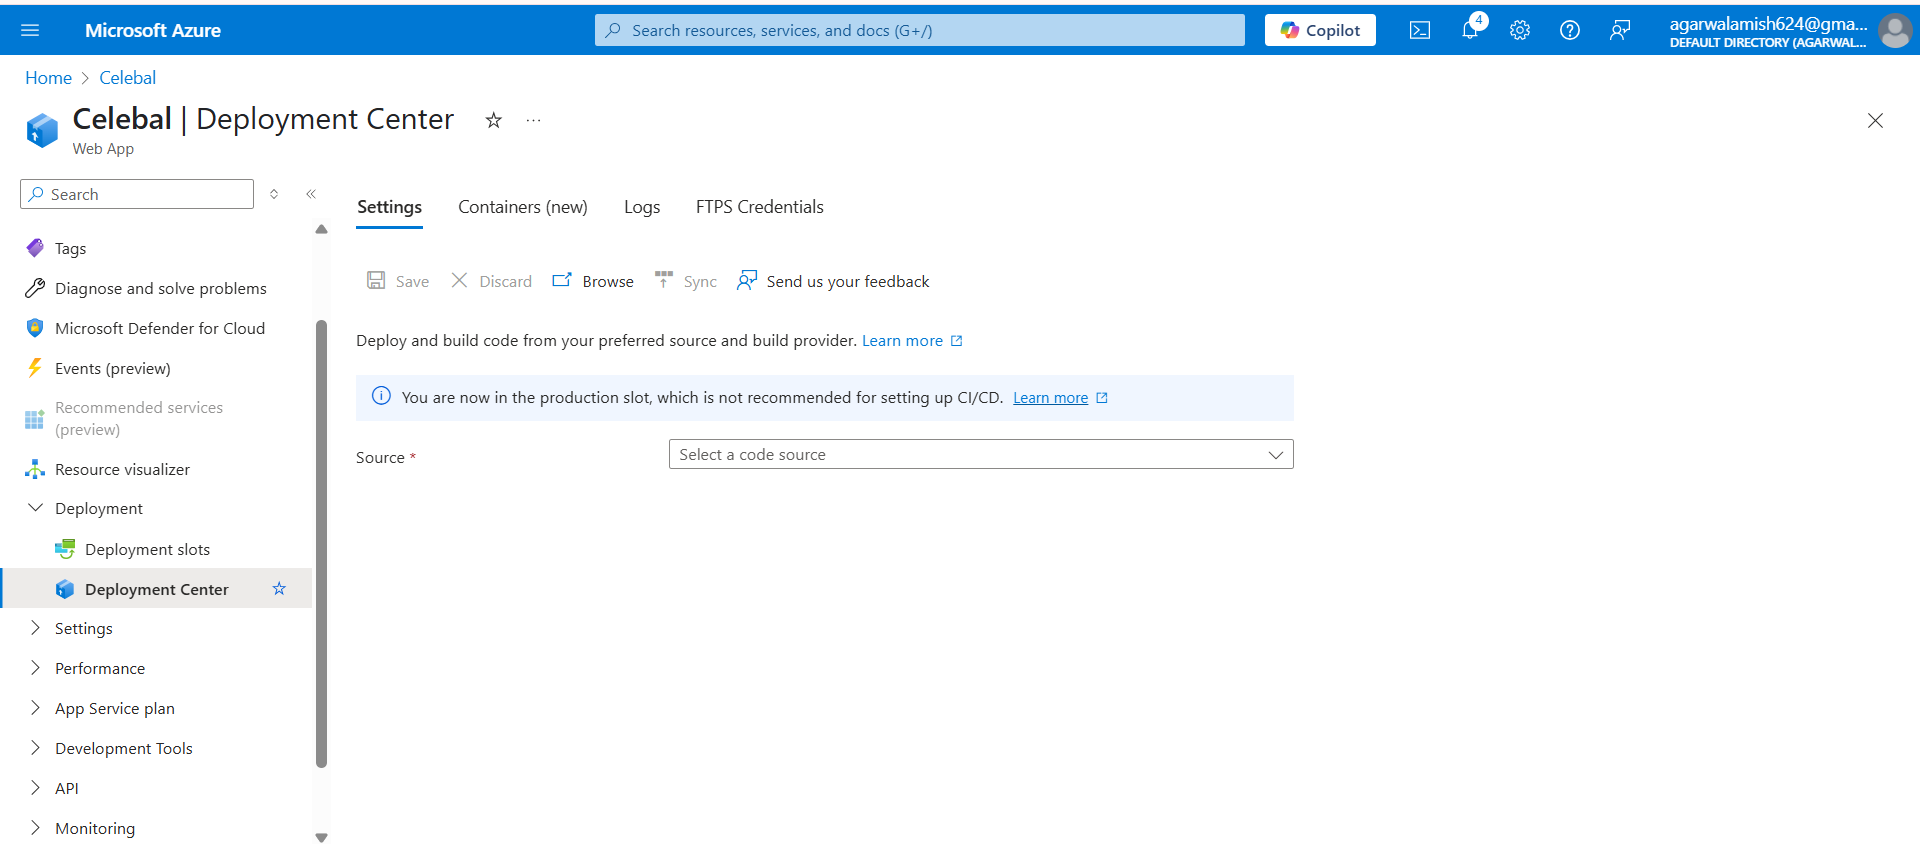 Microsoft Azure
Search resources, services, and docs (G+/)
Copilot
4
agarwalamish624@gma...
DEFAULT DIRECTORY (AGARWAL...
Home > Celebal
Celebal | Deployment Center
Web App
Search
Tags
Diagnose and solve problems
Microsoft Defender for Cloud
Events (preview)
Recommended services
(preview)
Resource visualizer
Deployment
Deployment slots
Deployment Center
Settings
Performance
App Service plan
Development Tools
API
Monitoring
Settings Containers (new) Logs FTPS Credentials
Save Discard Browse Sync Send us your feedback
Deploy and build code from your preferred source and build provider. Learn more
You are now in the production slot, which is not recommended for setting up CI/CD. Learn more
Source * Select a code source